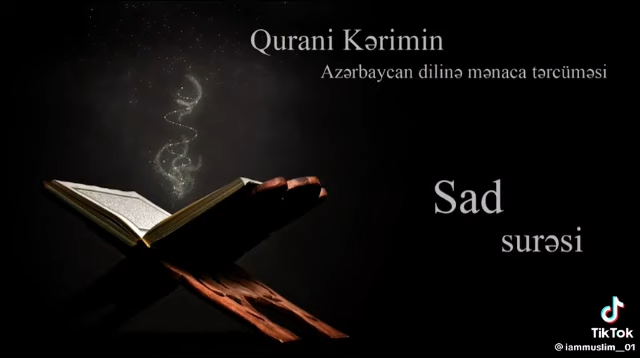 Qurani Kərimin
Azərbaycan dilinə mənaca tərcüməsi
Sad
surəsi
TikTok
@iammuslim__01